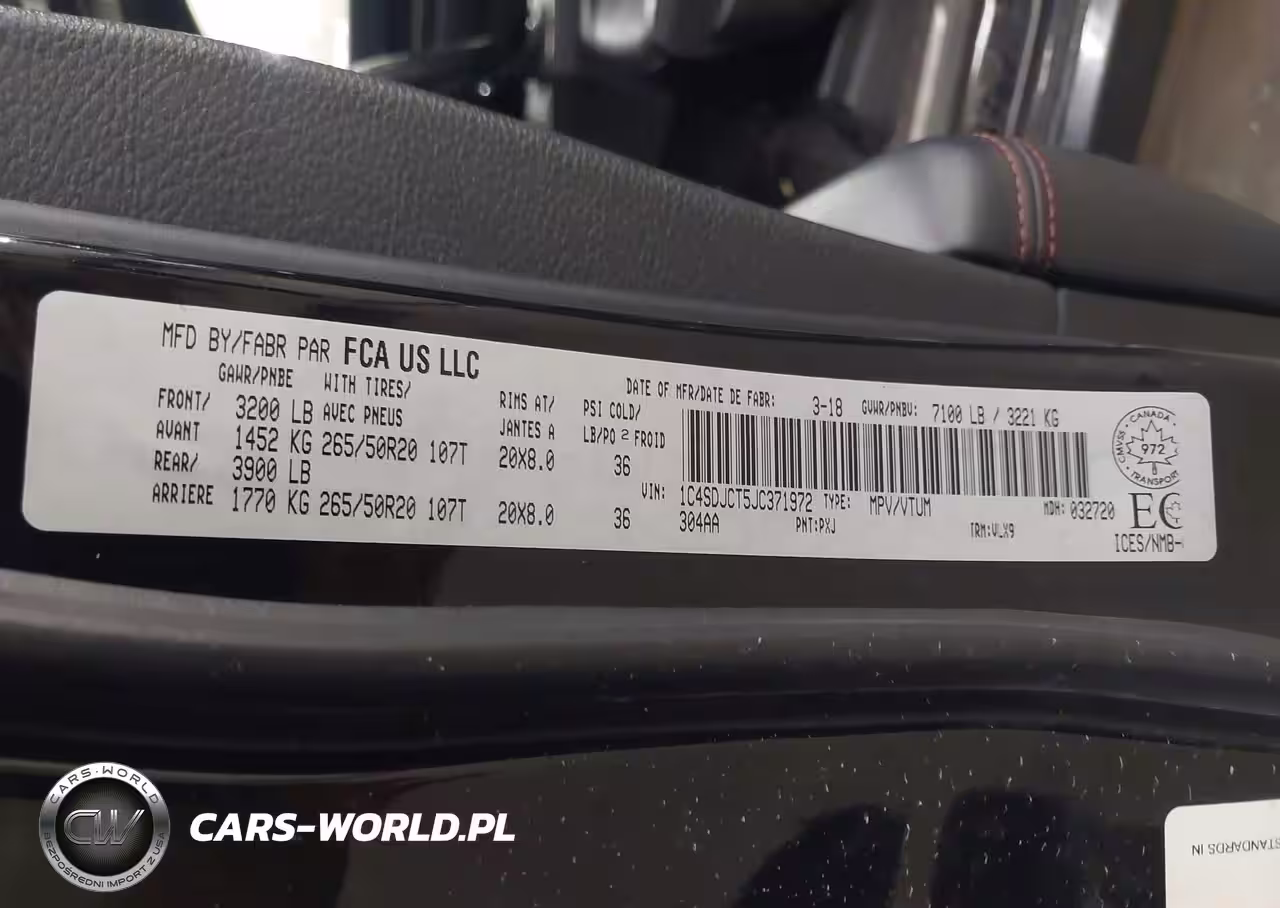 MFD BY/FABR PAR FCA US LLC
GAWR/PNBE WITH TIRES/
FRONT/ 3200 LB AVEC PNEUS RIMS AT/ PSI COLD/
AVANT 1452 KG 265/50R20 107T JANTES A LB/PO 2 FROID
20X8.0 36
REAR/ 3900 LB
ARRIERE 1770 KG 265/50R20 107T 20X8.0 36
DATE OF MFR/DATE DE FABR: 3-18 GVWR/PNBV: 7100 LB / 3221 KG
VIN: 1C4SDJCT5JC371972 TYPE: MPV/VTUM MDH: 032720
304AA PNT:PXJ TRM:VLX9
CANADA
CMVSS 972
TRANSPORT
EC
ICES/NMB-
STANDARDS IN
CARS-WORLD
CW
BEZPOŚREDNI IMPORT Z USA
CARS-WORLD.PL